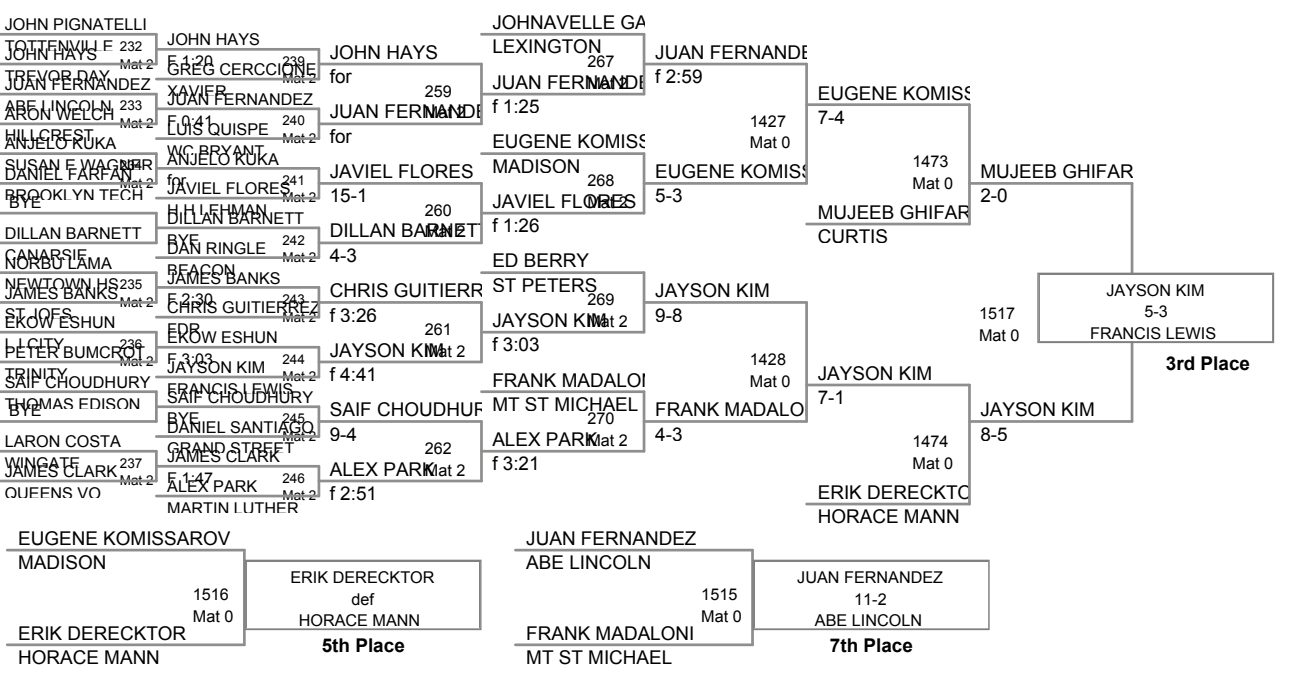 JOHN PIGNATELLI
TOTTENVILLE
232
Mat 2
JOHN HAYS
TREVOR DAY
JUAN FERNANDEZ
ABE LINCOLN
233
Mat 2
ARON WELCH
HILLCREST
ANJELO KUKA
SUSAN E WAGNER
234
Mat 2
DANIEL FARFAN
BROOKLYN TECH
BYE
DILLAN BARNETT
CANARSIE
NORBU LAMA
NEWTOWN HS
235
Mat 2
JAMES BANKS
ST JOES
EKOW ESHUN
L I CITY
236
Mat 2
PETER BUMCROT
TRINITY
SAIF CHOUDHURY
THOMAS EDISON
BYE
LARON COSTA
WINGATE
237
Mat 2
JAMES CLARK
QUEENS VO
JOHN HAYS
F 1:20
239
Mat 2
GREG CERCCIONE
XAVIER
JUAN FERNANDEZ
F 0:41
240
Mat 2
LUIS QUISPE
WC BRYANT
ANJELO KUKA
for
241
Mat 2
JAVIEL FLORES
H H LEHMAN
DILLAN BARNETT
BYE
242
Mat 2
DAN RINGLE
BEACON
JAMES BANKS
F 2:30
243
Mat 2
CHRIS GUITIERREZ
EDR
EKOW ESHUN
F 3:03
244
Mat 2
JAYSON KIM
FRANCIS LEWIS
SAIF CHOUDHURY
BYE
245
Mat 2
DANIEL SANTIAGO
GRAND STREET
JAMES CLARK
F 1:47
246
Mat 2
ALEX PARK
MARTIN LUTHER
JOHN HAYS
for
259
Mat 2
JUAN FERNANDE
for
JAVIEL FLORES
15-1
260
Mat 2
DILLAN BARNETT
4-3
CHRIS GUITIERR
f 3:26
261
Mat 2
JAYSON KIM
f 4:41
SAIF CHOUDHUR
9-4
262
Mat 2
ALEX PARK
f 2:51
JOHNAVELLE GA
LEXINGTON
267
Mat 2
JUAN FERNANDE
f 1:25
EUGENE KOMISS
MADISON
268
Mat 2
JAVIEL FLORES
f 1:26
ED BERRY
ST PETERS
269
Mat 2
JAYSON KIM
f 3:03
FRANK MADALON
MT ST MICHAEL
270
Mat 2
ALEX PARK
f 3:21
JUAN FERNANDE
f 2:59
1427
Mat 0
EUGENE KOMISS
5-3
JAYSON KIM
9-8
1428
Mat 0
FRANK MADALO
4-3
EUGENE KOMISS
7-4
1473
Mat 0
MUJEEB GHIFAR
CURTIS
JAYSON KIM
7-1
1474
Mat 0
ERIK DERECKTO
HORACE MANN
MUJEEB GHIFAR
2-0
1517
Mat 0
JAYSON KIM
8-5
JAYSON KIM
5-3
FRANCIS LEWIS
3rd Place
EUGENE KOMISSAROV
MADISON
1516
Mat 0
ERIK DERECKTOR
HORACE MANN
ERIK DERECKTOR
def
HORACE MANN
5th Place
JUAN FERNANDEZ
ABE LINCOLN
1515
Mat 0
FRANK MADALONI
MT ST MICHAEL
JUAN FERNANDEZ
11-2
ABE LINCOLN
7th Place